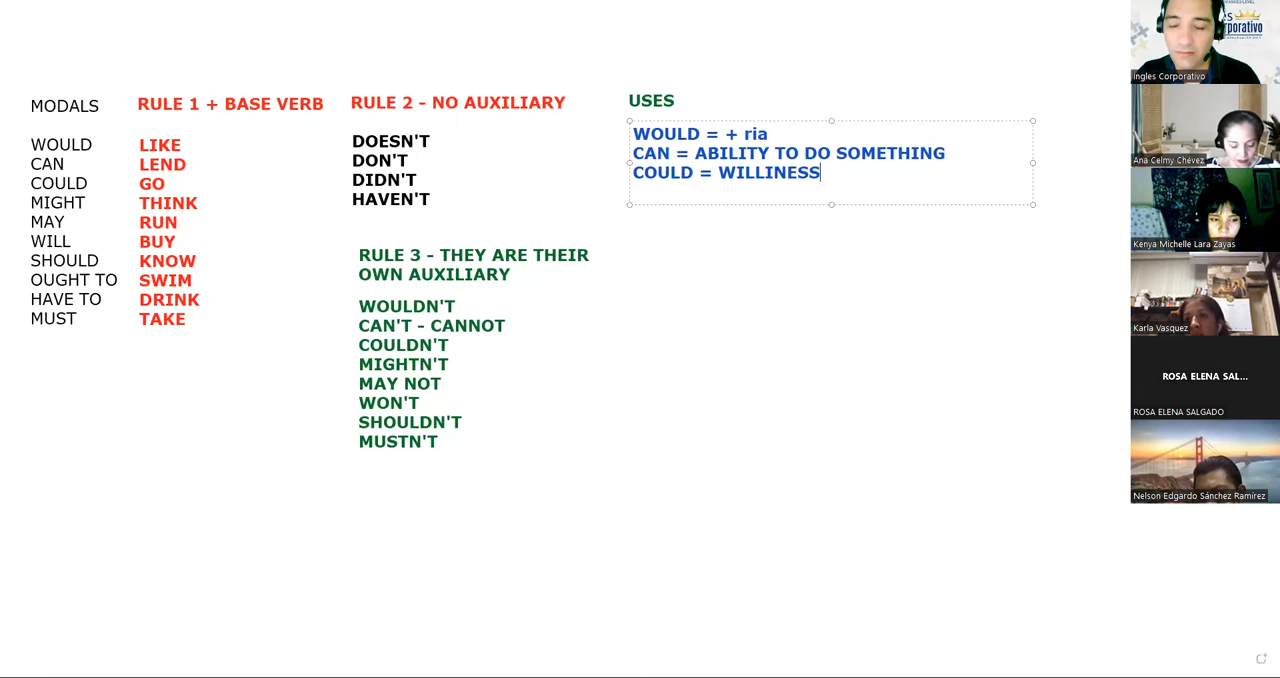 MODALS
WOULD
CAN
COULD
MIGHT
MAY
WILL
SHOULD
OUGHT TO
HAVE TO
MUST
RULE 1 + BASE VERB
LIKE
LEND
GO
THINK
RUN
BUY
KNOW
SWIM
DRINK
TAKE
RULE 2 - NO AUXILIARY
DOESN'T
DON'T
DIDN'T
HAVEN'T
RULE 3 - THEY ARE THEIR
OWN AUXILIARY
WOULDN'T
CAN'T - CANNOT
COULDN'T
MIGHTN'T
MAY NOT
WON'T
SHOULDN'T
MUSTN'T
USES
WOULD = + ria
CAN = ABILITY TO DO SOMETHING
COULD = WILLINESS
es
rporativo
Ingles Corporativo
Ana Celmy Chévez
Kenya Michelle Lara Zayas
Karla Vasquez
ROSA ELENA SAL...
ROSA ELENA SALGADO
Nelson Edgardo Sánchez Ramírez